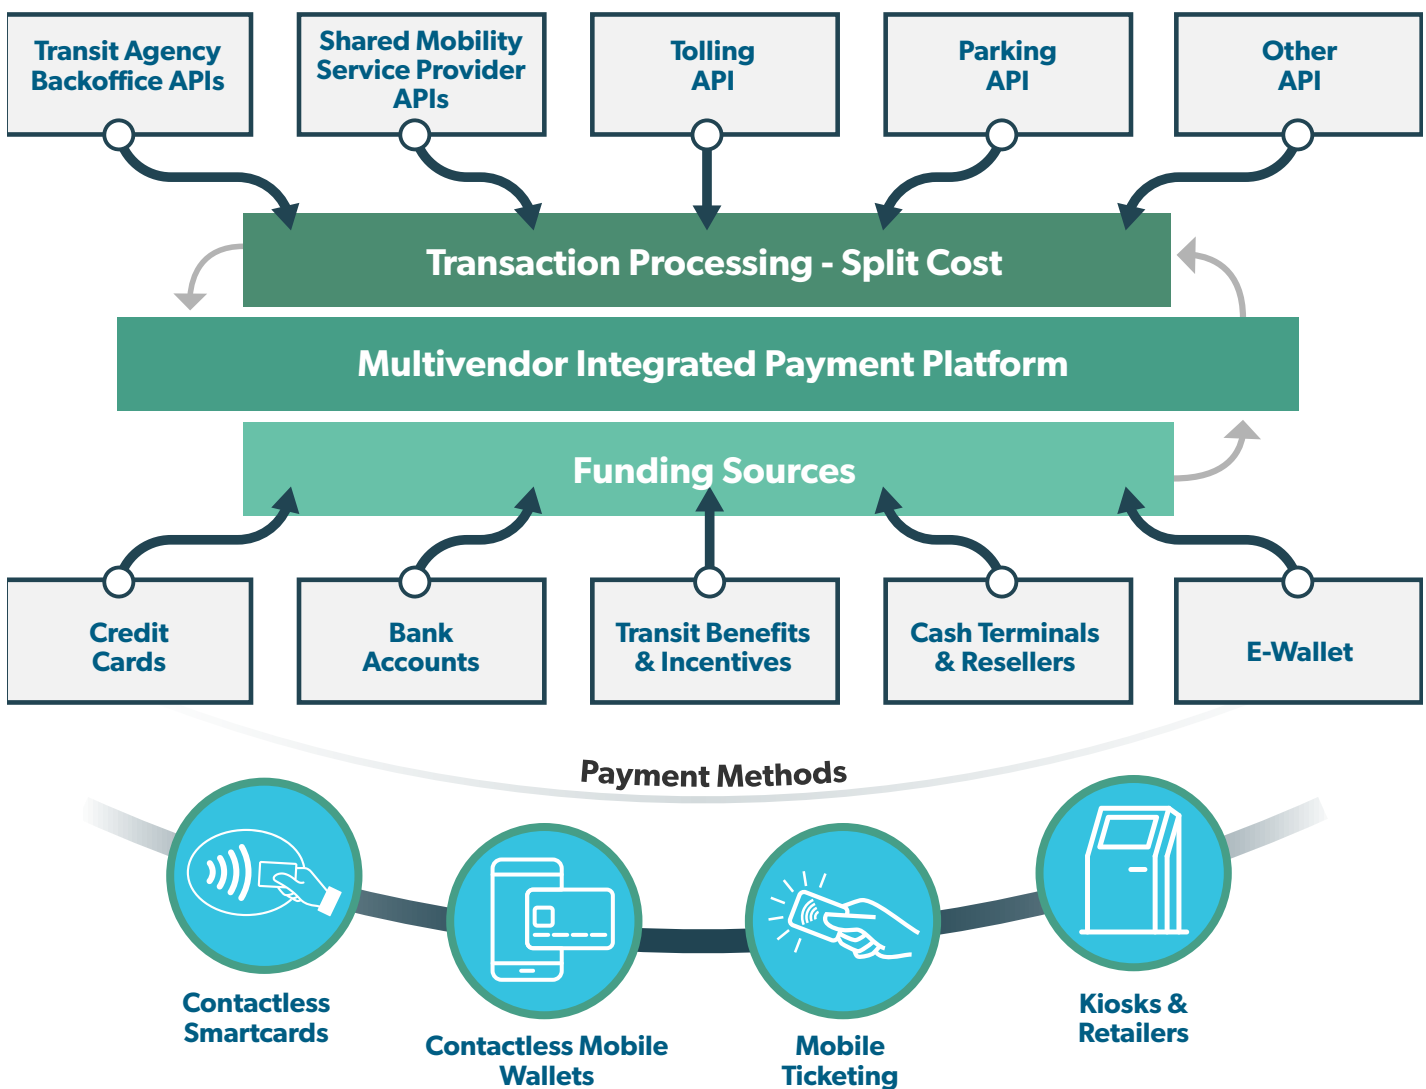 Transit Agency
Backoffice APIs
Shared Mobility
Service Provider
APIs
Tolling
API
Parking
API
Other
API
Transaction Processing - Split Cost
Multivendor Integrated Payment Platform
Funding Sources
Credit
Cards
Bank
Accounts
Transit Benefits
& Incentives
Cash Terminals
& Resellers
E-Wallet
Payment Methods
Contactless
Smartcards
Contactless Mobile
Wallets
Mobile
Ticketing
Kiosks &
Retailers